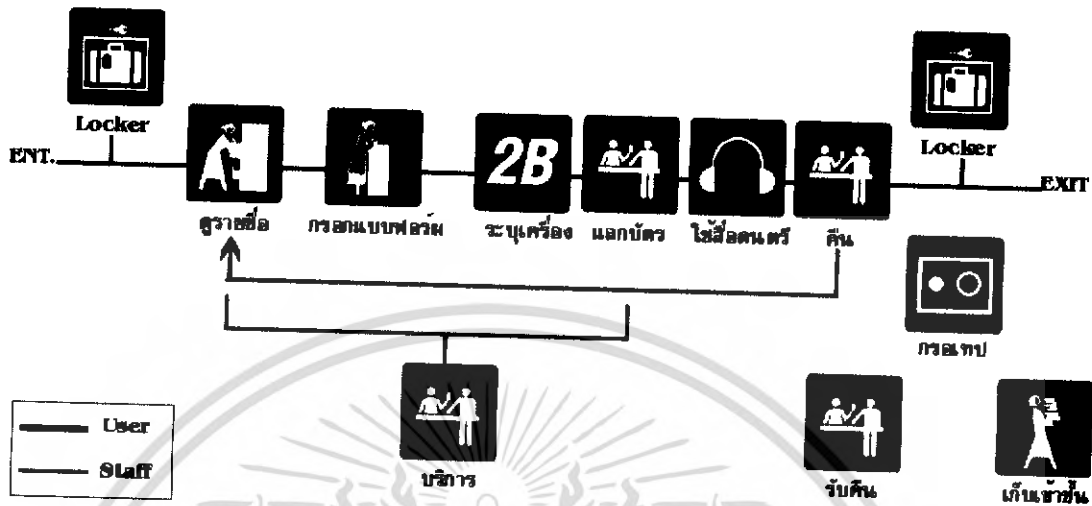 Locker
Locker
ENT.
2B
EXIT
ดูรายชื่อ
กรอกแบบฟอร์ม
ระบุเครื่อง
แลกบัตร
ใช้สื่อดนตรี
คืน
กรอเทป
User
Staff
บริการ
รับคืน
เก็บเข้าชั้น